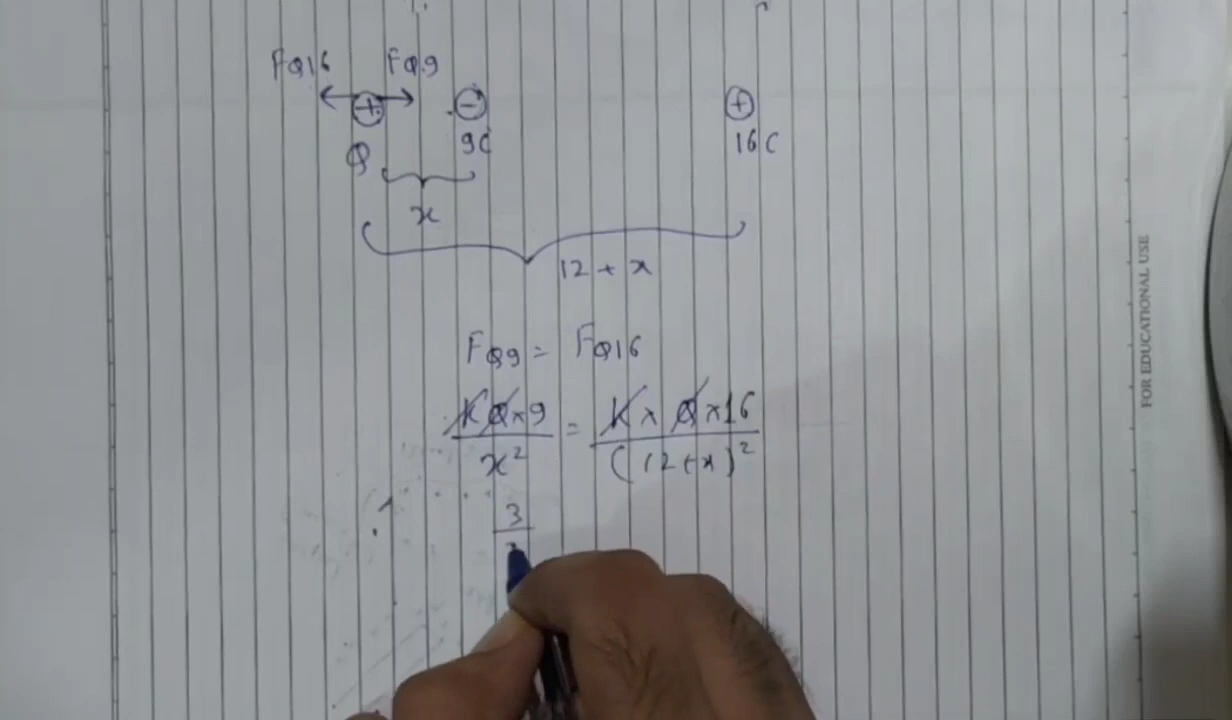 FQ16 FQ9
+ - +
Q 9C 16C
x
12 + x
FQ9 = FQ16
KQ×9 = K×Q×16
x² (12+x)²
3
FOR EDUCATIONAL USE